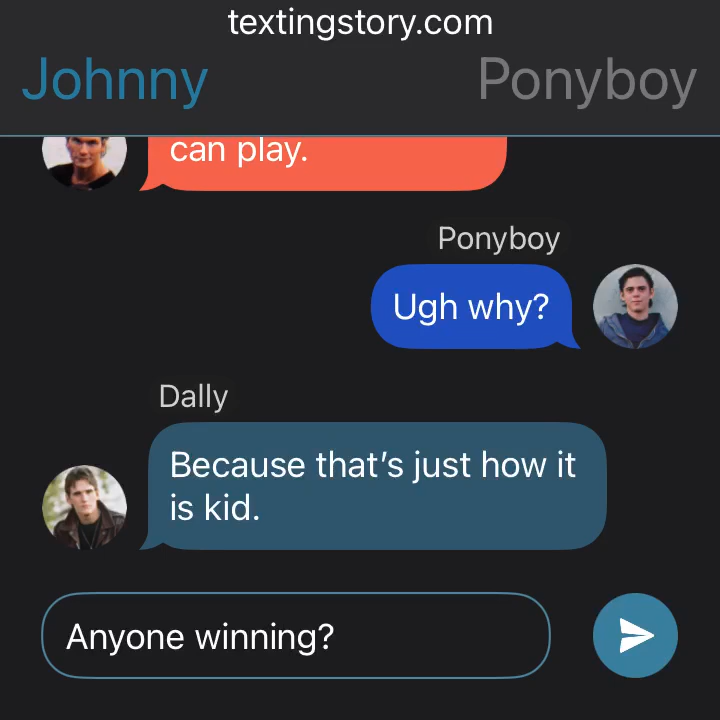 textingstory.com
Johnny
Ponyboy
can play.
Ponyboy
Ugh why?
Dally
Because that’s just how it
is kid.
Anyone winning?